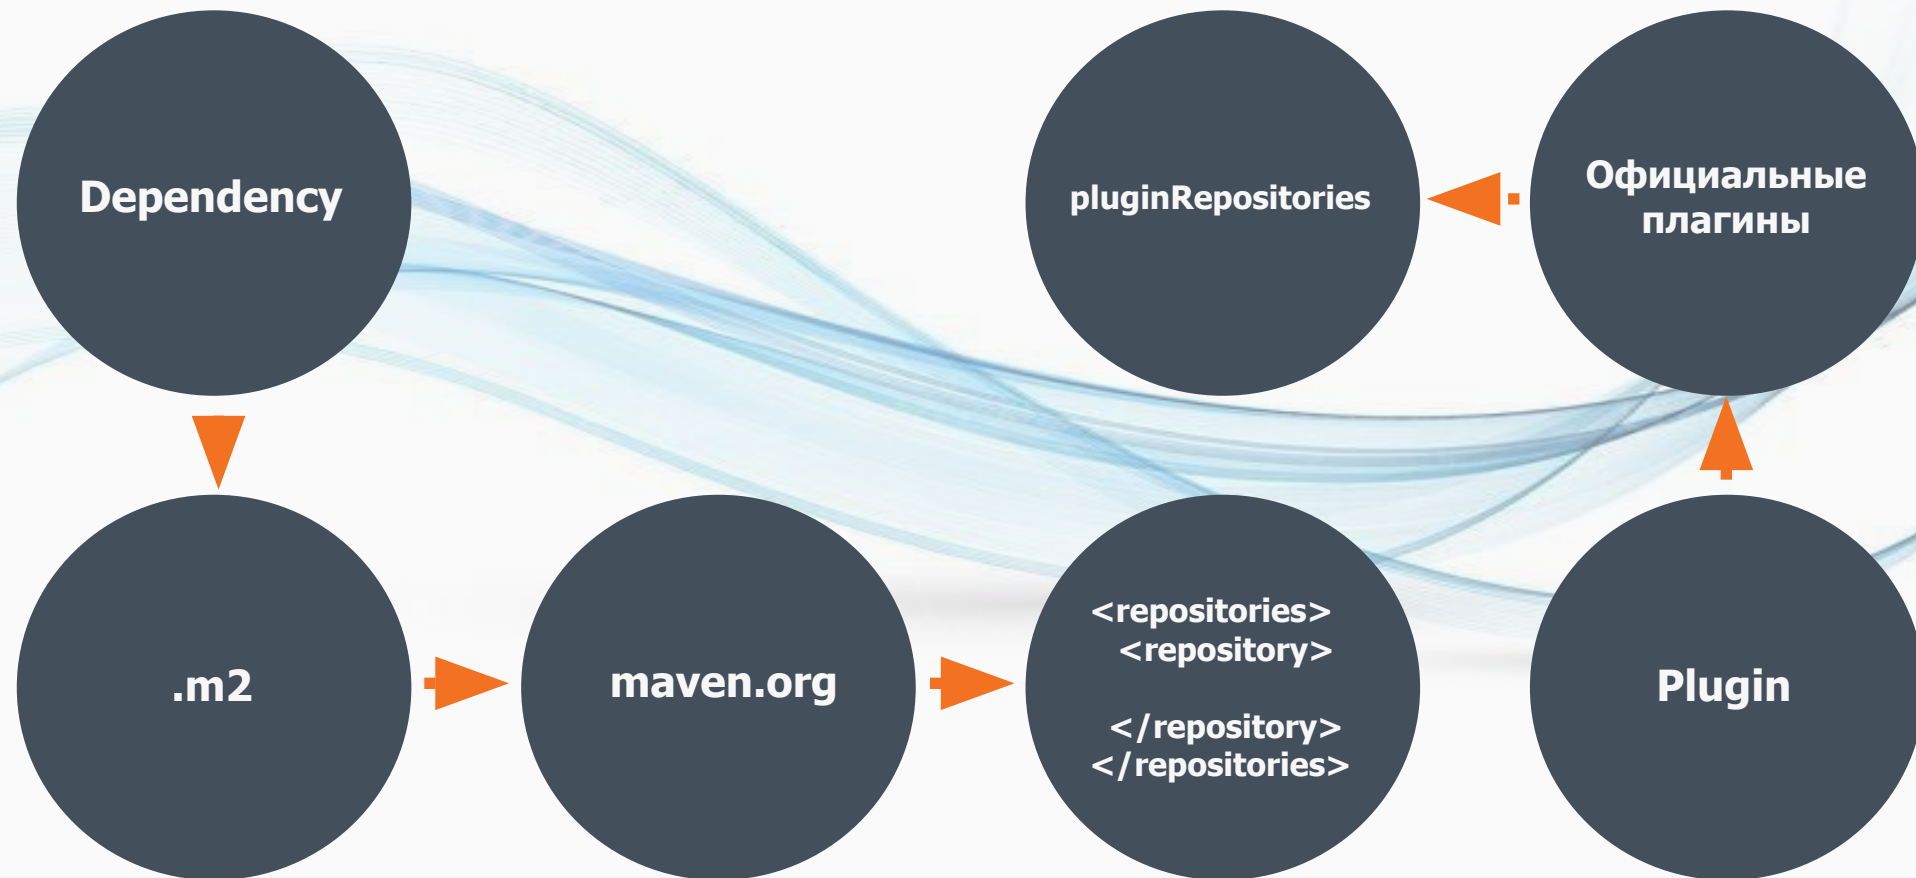 Dependency
pluginRepositories
Официальные
плагины
.m2
maven.org
<repositories>
<repository>
</repository>
</repositories>
Plugin